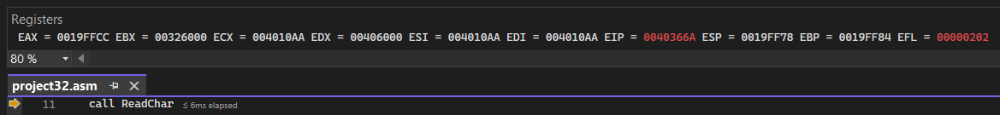 Registers
EAX = 0019FFCC EBX = 00326000 ECX = 004010AA EDX = 00406000 ESI = 004010AA EDI = 004010AA EIP = 0040366A ESP = 0019FF78 EBP = 0019FF84 EFL = 00000202
80 %
project32.asm
11 call ReadChar ≤ 6ms elapsed